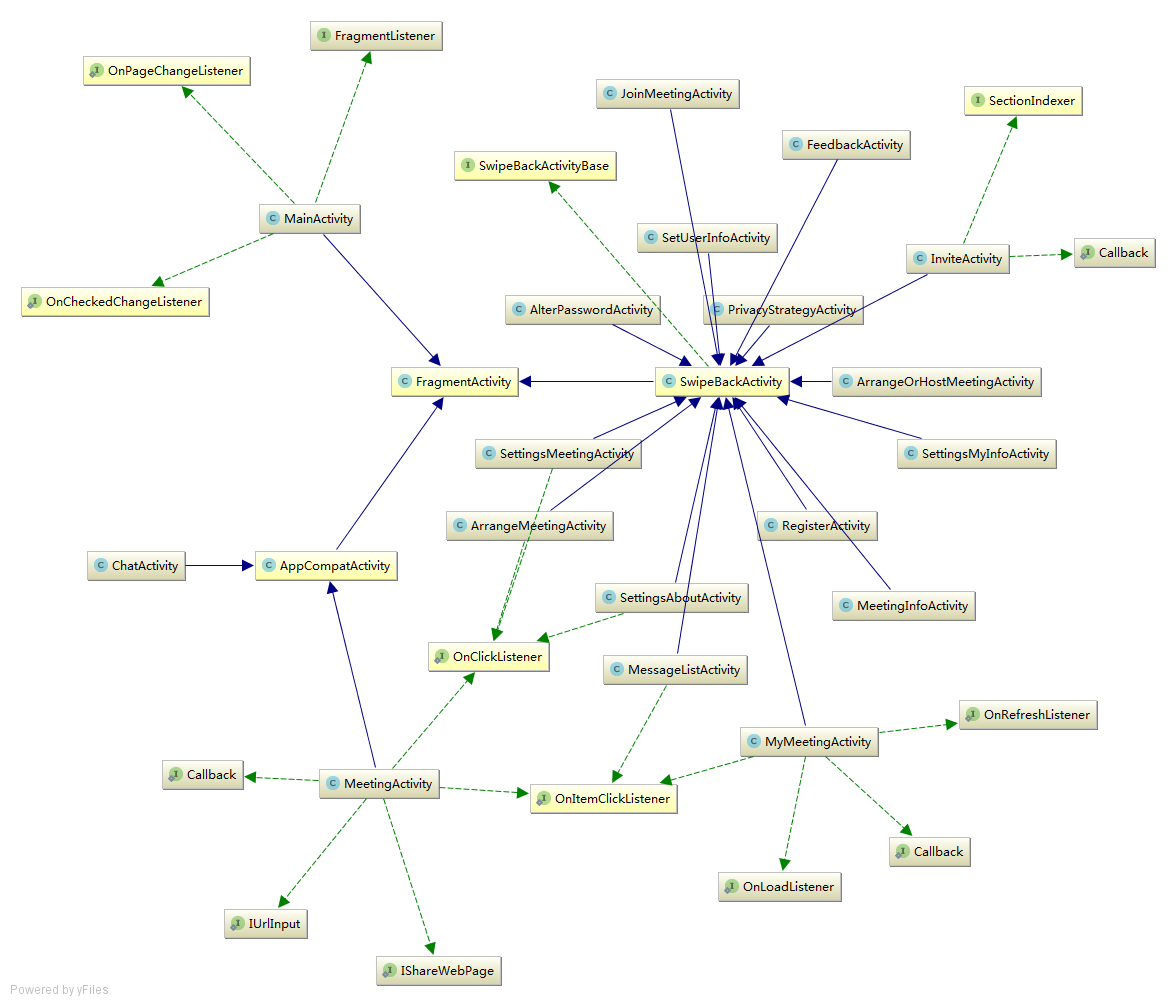 I FragmentListener
I OnPageChangeListener
C JoinMeetingActivity
I SectionIndexer
C FeedbackActivity
I SwipeBackActivityBase
C MainActivity
C SetUserInfoActivity
C InviteActivity
I Callback
I OnCheckedChangeListener
C AlterPasswordActivity
C PrivacyStrategyActivity
C FragmentActivity
C SwipeBackActivity
C ArrangeOrHostMeetingActivity
C SettingsMeetingActivity
C SettingsMyInfoActivity
C ArrangeMeetingActivity
C RegisterActivity
C ChatActivity
C AppCompatActivity
C SettingsAboutActivity
C MeetingInfoActivity
I OnClickListener
C MessageListActivity
I OnRefreshListener
C MyMeetingActivity
I Callback
C MeetingActivity
I OnItemClickListener
I Callback
I OnLoadListener
I IUrlInput
I IShareWebPage
Powered by yFiles